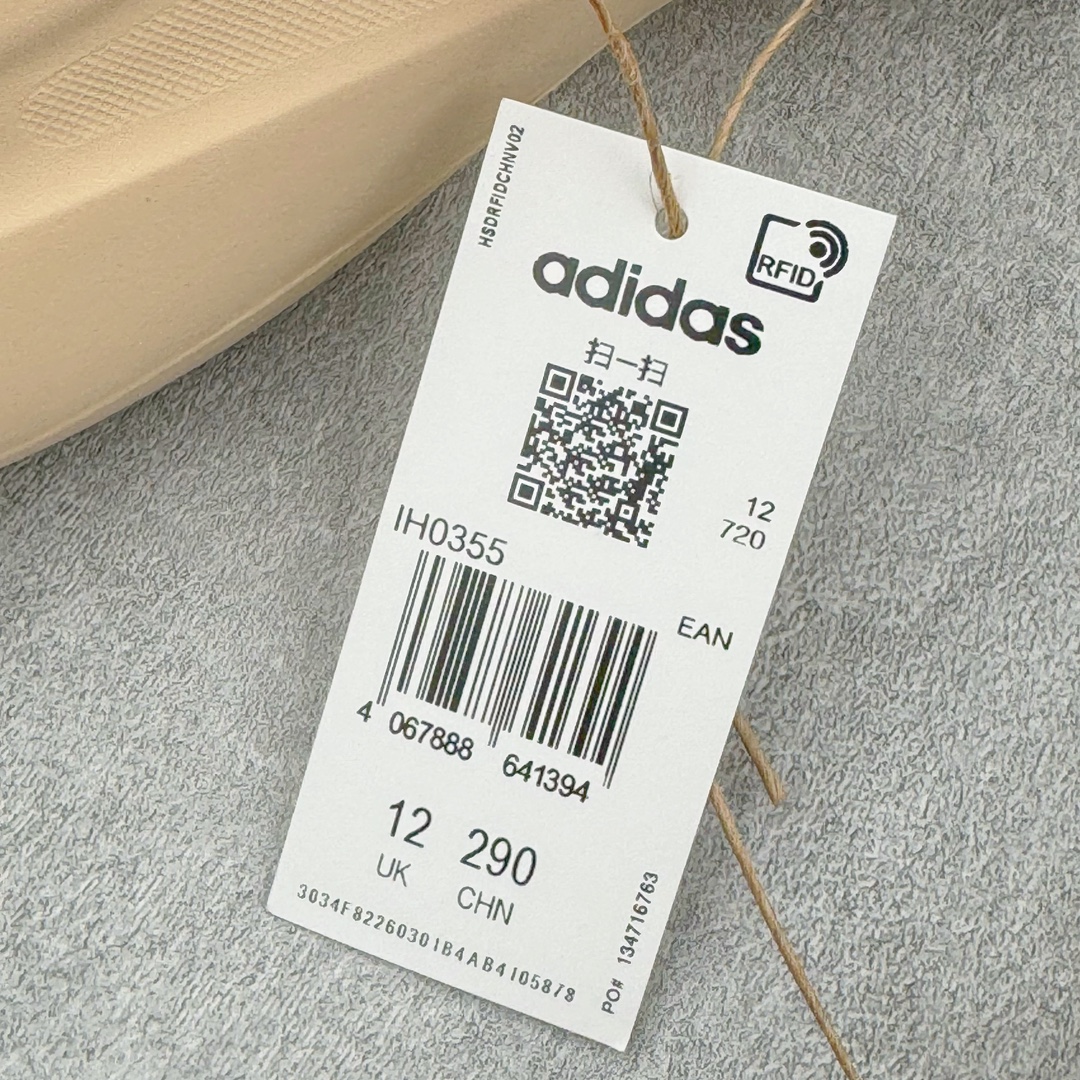 HSDRFIDCHNV02
RFID
adidas
扫一扫
12
720
IH0355
EAN
4 067888 641394
12 290
UK CHN
3034F82260301B4AB4105878
PO# 134716763